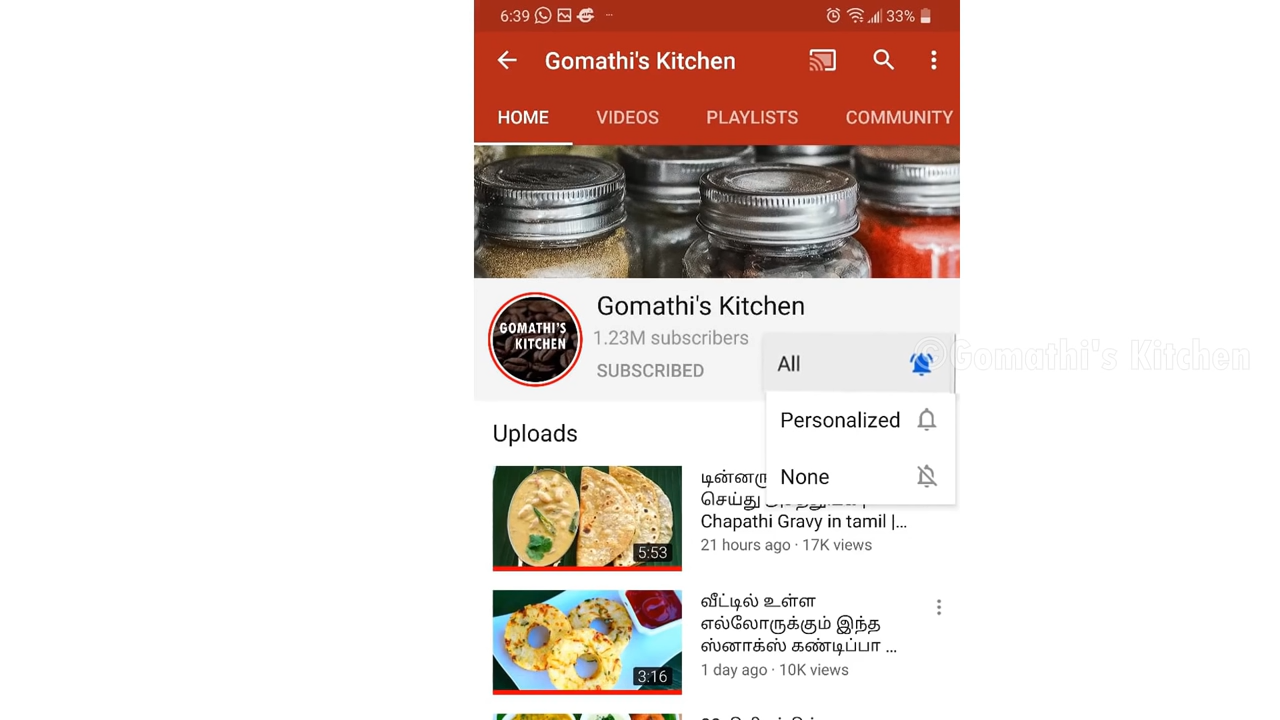 6:39
33%
Gomathi's Kitchen
HOME VIDEOS PLAYLISTS COMMUNITY
Gomathi's Kitchen
GOMATHI'S
KITCHEN
1.23M subscribers
SUBSCRIBED
All
©Gomathi's Kitchen
Personalized
None
Uploads
செய்து
Chapathi Gravy in tamil |...
21 hours ago · 17K views
5:53
வீட்டில் உள்ள
எல்லோருக்கும் இந்த
ஸ்னாக்ஸ் கண்டிப்பா ...
1 day ago · 10K views
3:16